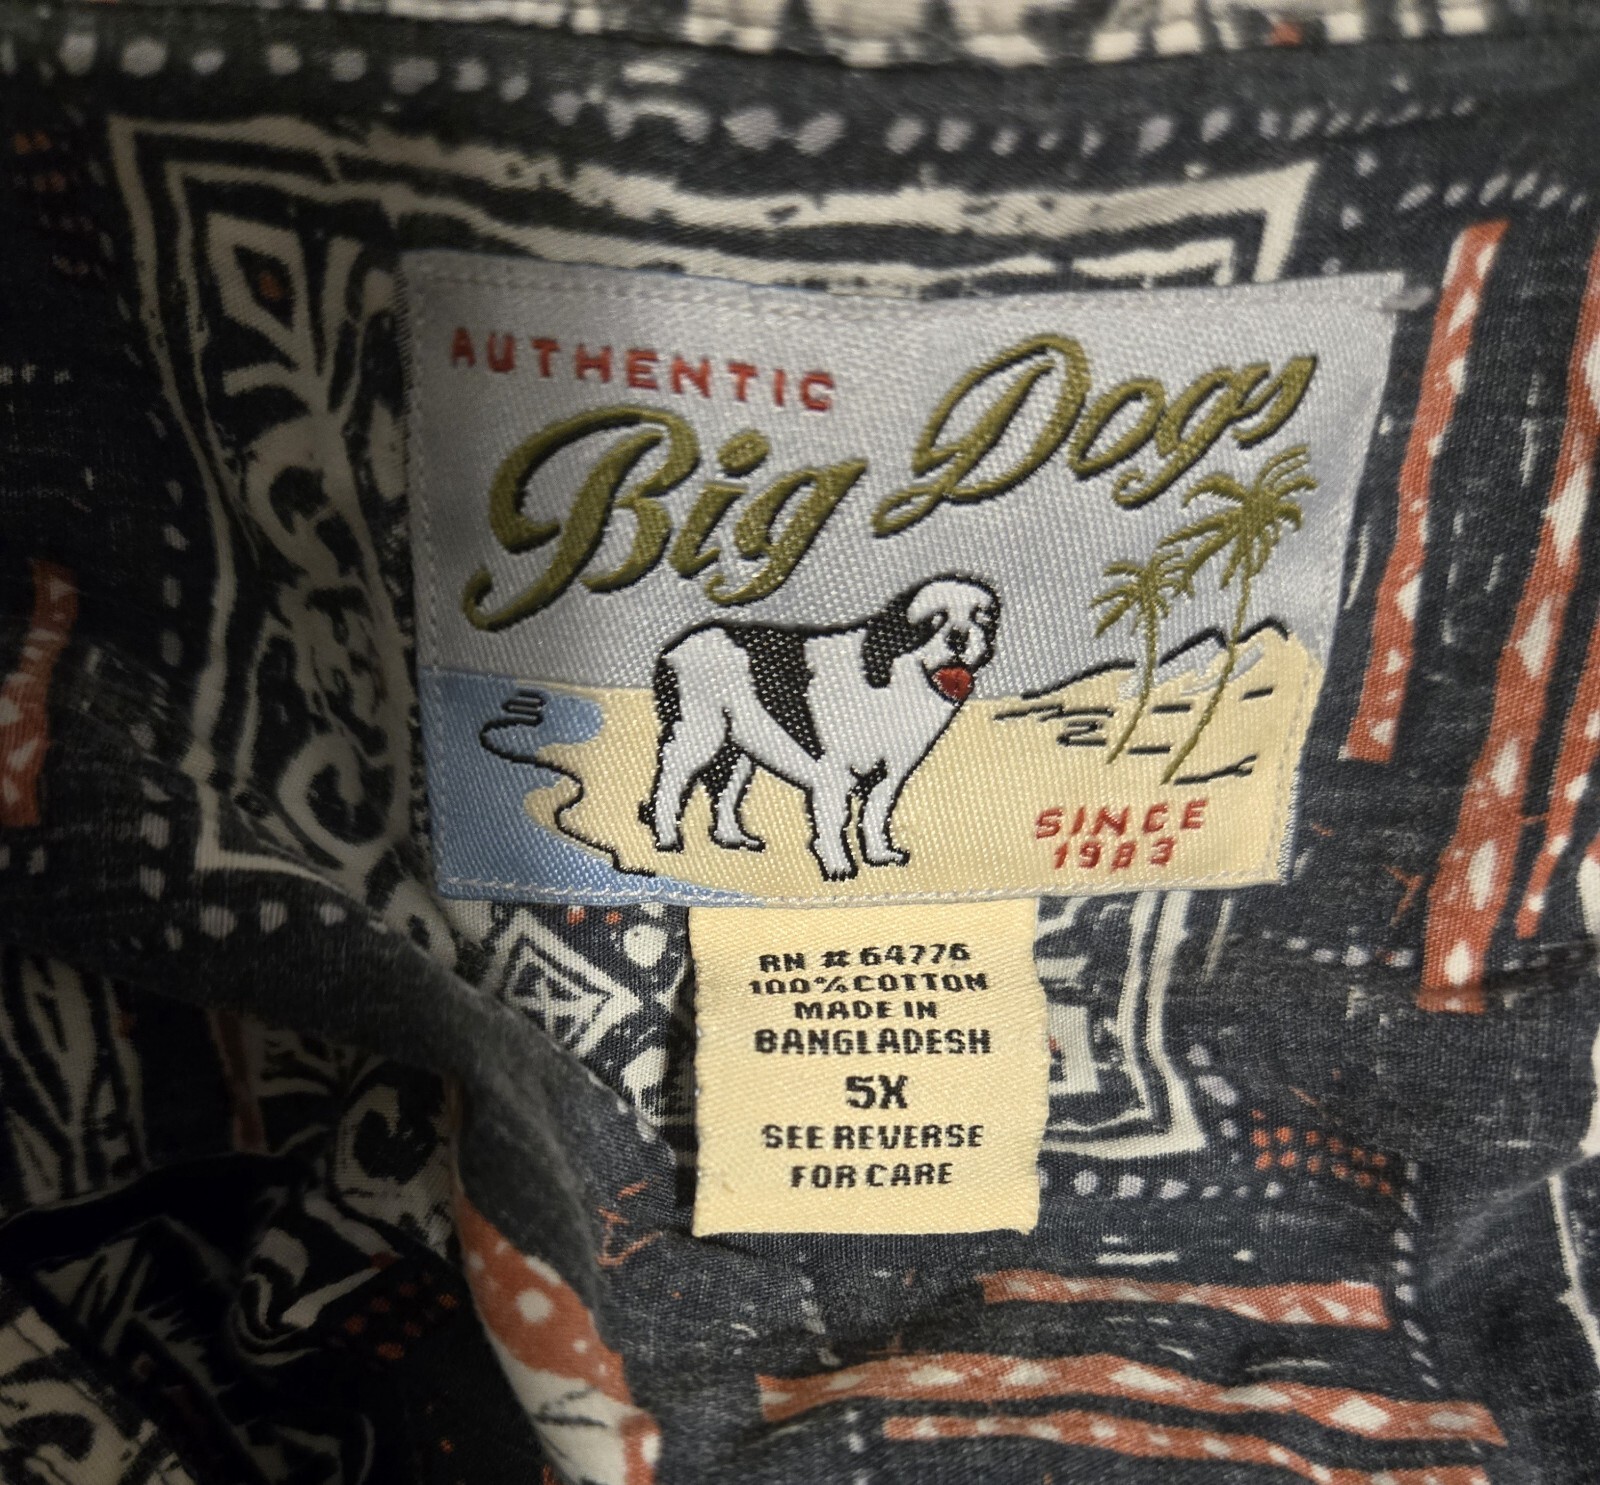 AUTHENTIC
Big Dogs
SINCE
1983
RN # 64776
100% COTTON
MADE IN
BANGLADESH
5X
SEE REVERSE
FOR CARE